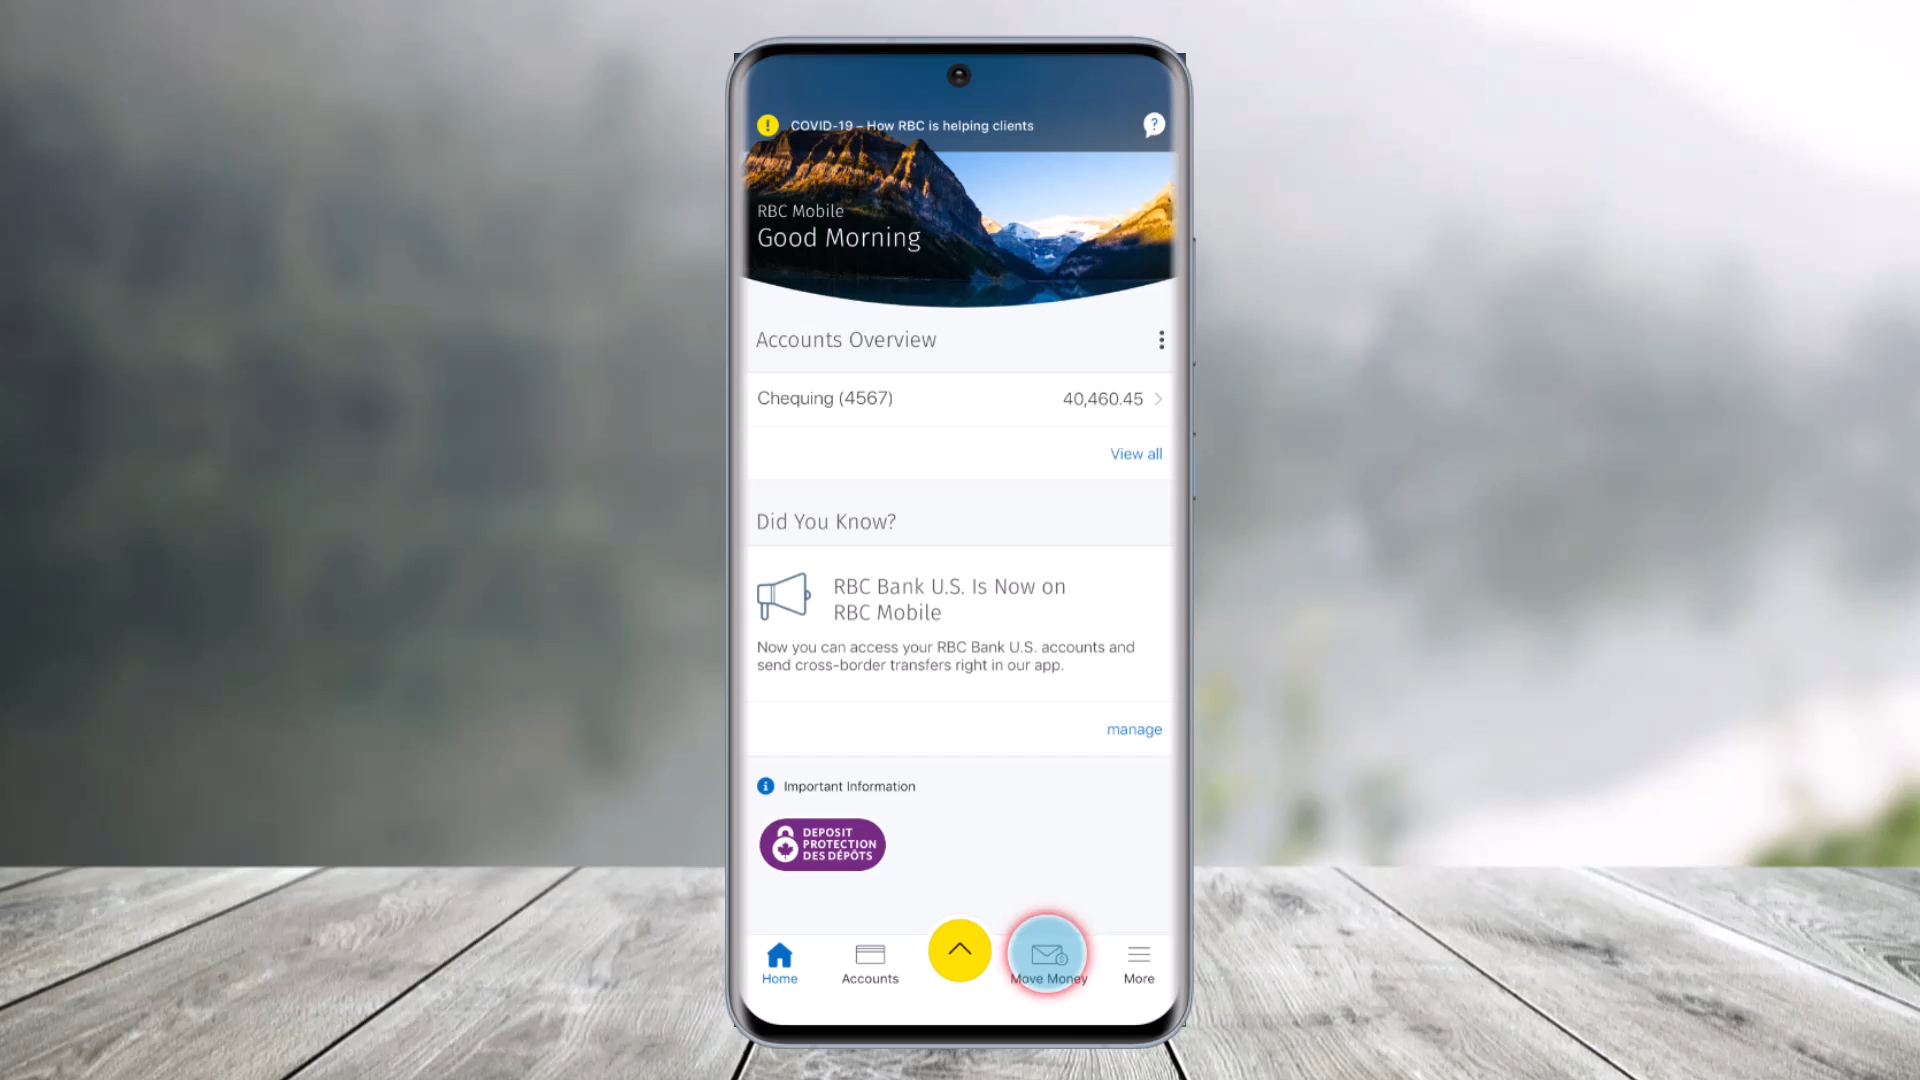 COVID-19 – How RBC is helping clients
?
RBC Mobile
Good Morning
Accounts Overview
Chequing (4567) 40,460.45
View all
Did You Know?
RBC Bank U.S. Is Now on
RBC Mobile
Now you can access your RBC Bank U.S. accounts and
send cross-border transfers right in our app.
manage
Important Information
DEPOSIT
PROTECTION
DES DÉPÔTS
Home Accounts Move Money More